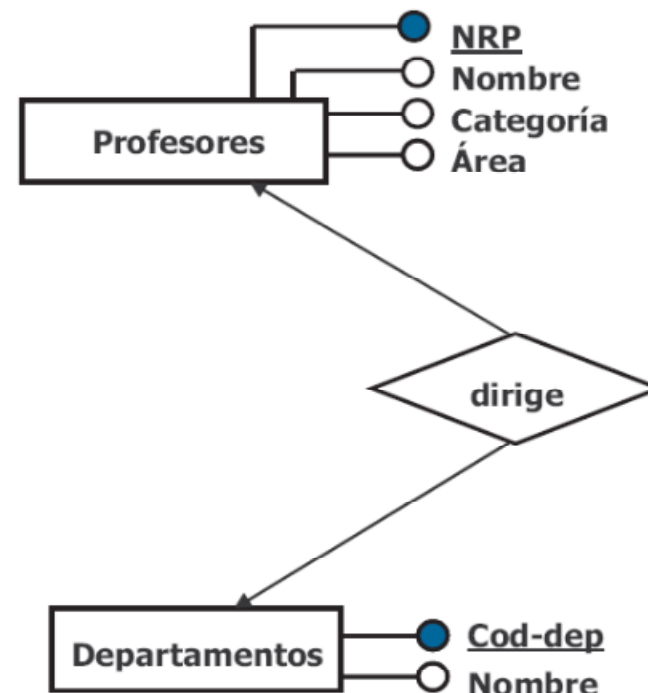 NRP
Nombre
Categoría
Área
Profesores
dirige
Cod-dep
Nombre
Departamentos